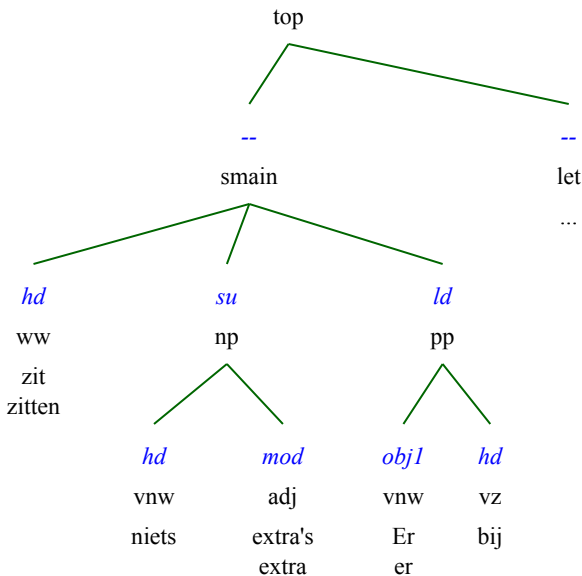 top
-- --
smain let
...
hd su ld
ww np pp
zit
zitten
hd mod obj1 hd
vnw adj vnw vz
niets extra's Er bij
extra er